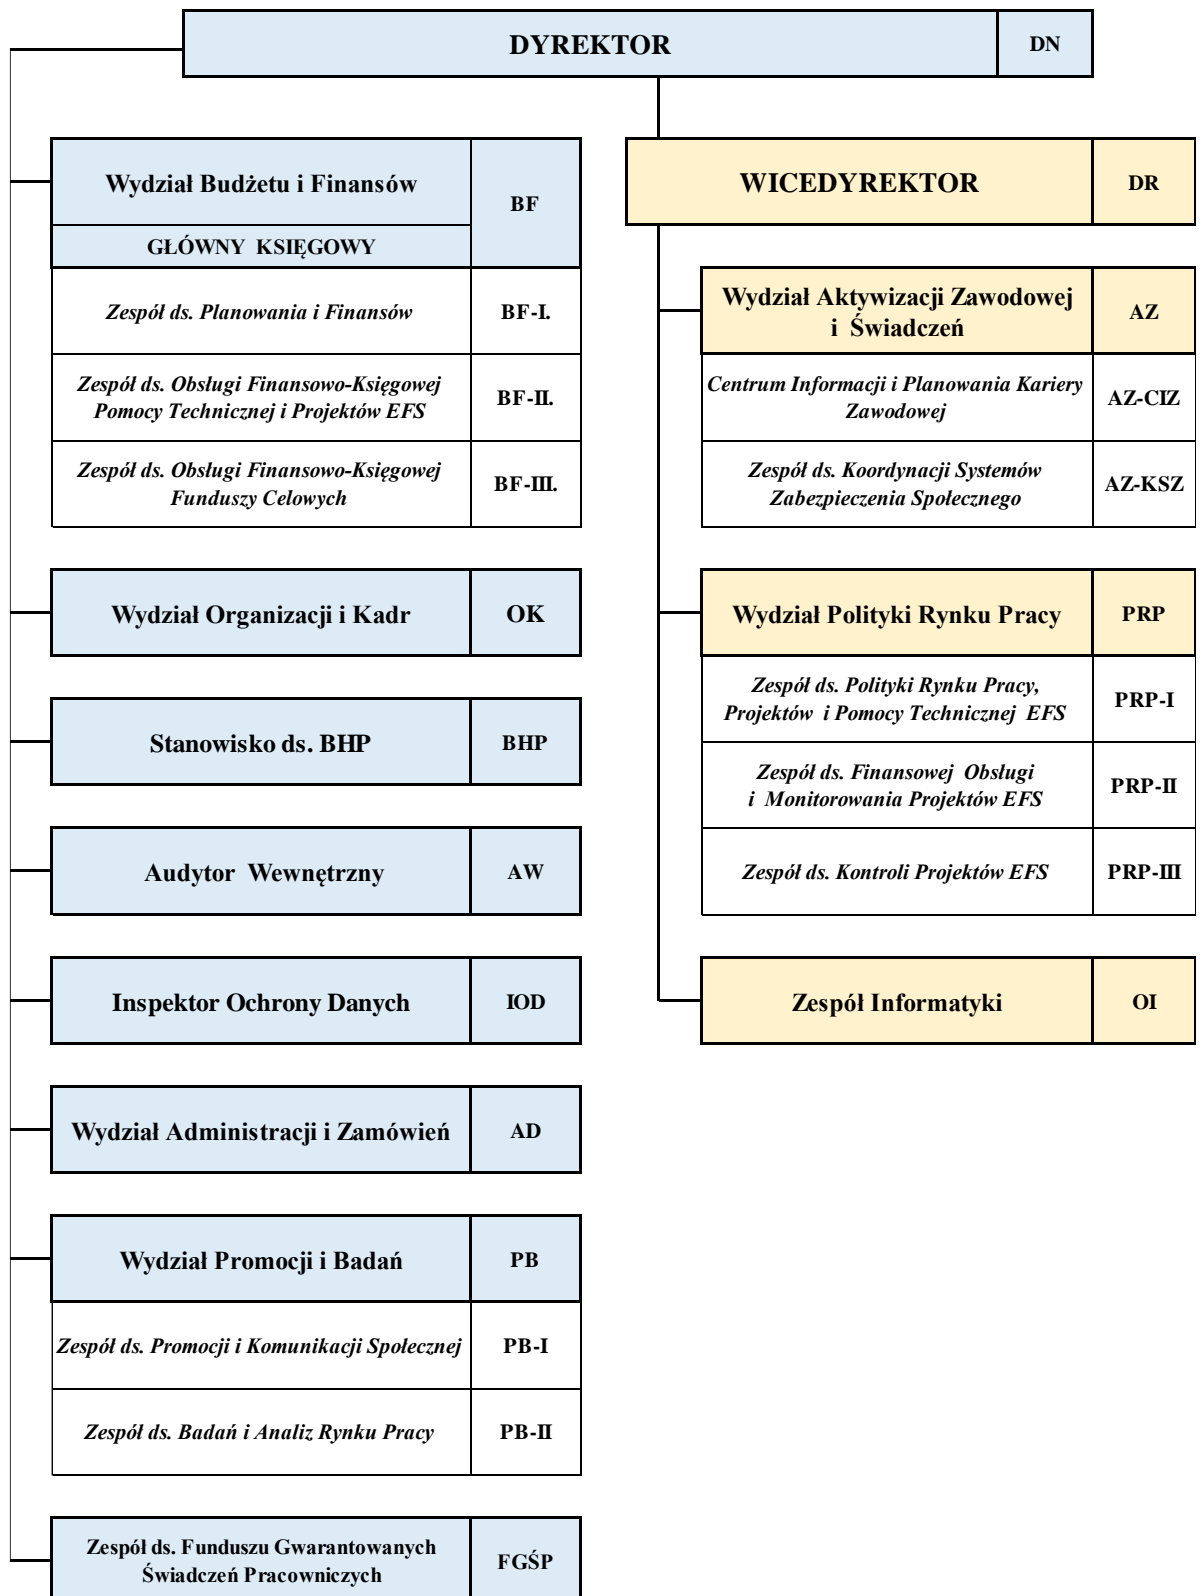 DYREKTOR DN
Wydział Budżetu i Finansów BF
GŁÓWNY KSIĘGOWY
Zespół ds. Planowania i Finansów BF-I.
Zespół ds. Obsługi Finansowo-Księgowej
Pomocy Technicznej i Projektów EFS BF-II.
Zespół ds. Obsługi Finansowo-Księgowej
Funduszy Celowych BF-III.
Wydział Organizacji i Kadr OK
Stanowisko ds. BHP BHP
Audytor Wewnętrzny AW
Inspektor Ochrony Danych IOD
Wydział Administracji i Zamówień AD
Wydział Promocji i Badań PB
Zespół ds. Promocji i Komunikacji Społecznej PB-I
Zespół ds. Badań i Analiz Rynku Pracy PB-II
Zespół ds. Funduszu Gwarantowanych
Świadczeń Pracowniczych FGŚP
WICEDYREKTOR DR
Wydział Aktywizacji Zawodowej
i Świadczeń AZ
Centrum Informacji i Planowania Kariery
Zawodowej AZ-CIZ
Zespół ds. Koordynacji Systemów
Zabezpieczenia Społecznego AZ-KSZ
Wydział Polityki Rynku Pracy PRP
Zespół ds. Polityki Rynku Pracy,
Projektów i Pomocy Technicznej EFS PRP-I
Zespół ds. Finansowej Obsługi
i Monitorowania Projektów EFS PRP-II
Zespół ds. Kontroli Projektów EFS PRP-III
Zespół Informatyki OI